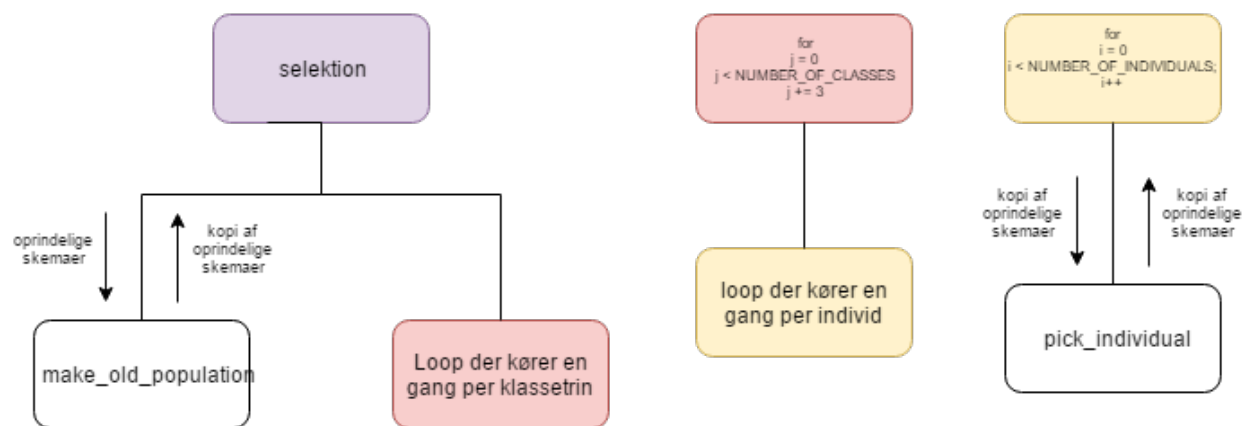 selektion
oprindelige
skemaer
kopi af
oprindelige
skemaer
make_old_population
Loop der kører en
gang per klassetrin
for
j = 0
j < NUMBER_OF_CLASSES
j += 3
loop der kører en
gang per individ
for
i = 0
i < NUMBER_OF_INDIVIDUALS;
i++
kopi af
oprindelige
skemaer
kopi af
oprindelige
skemaer
pick_individual